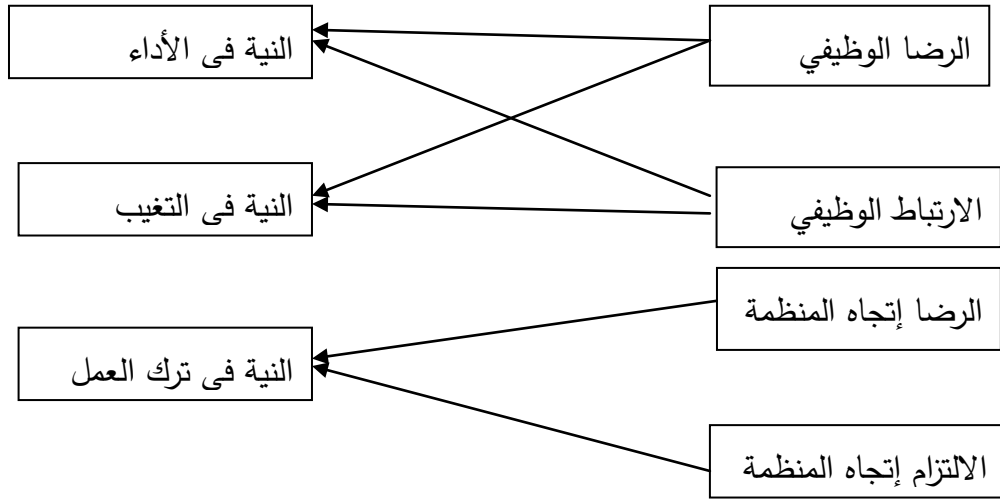 الرضا الوظيفي
النية فى الأداء
الارتباط الوظيفي
النية فى التغيب
الرضا إتجاه المنظمة
النية فى ترك العمل
الالتزام إتجاه المنظمة